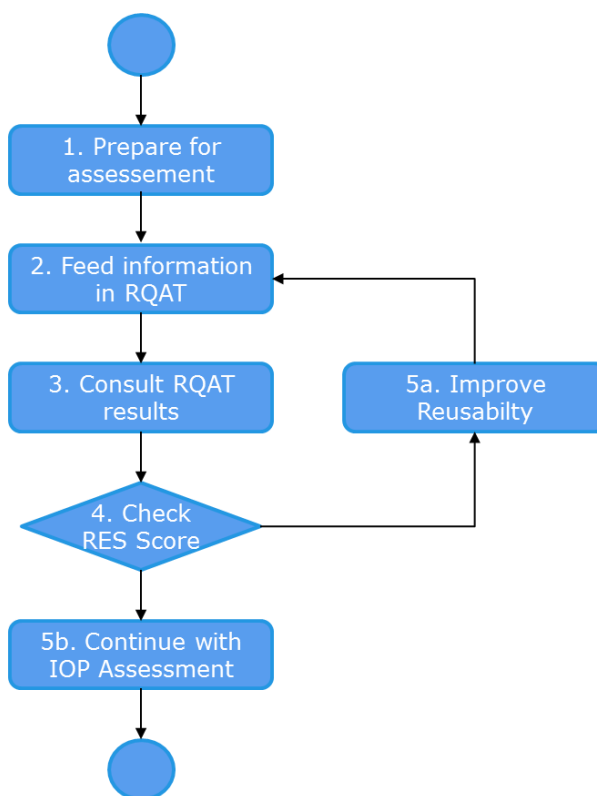 1. Prepare for
assessement
2. Feed information
in RQAT
3. Consult RQAT
results
5a. Improve
Reusabilty
4. Check
RES Score
5b. Continue with
IOP Assessment